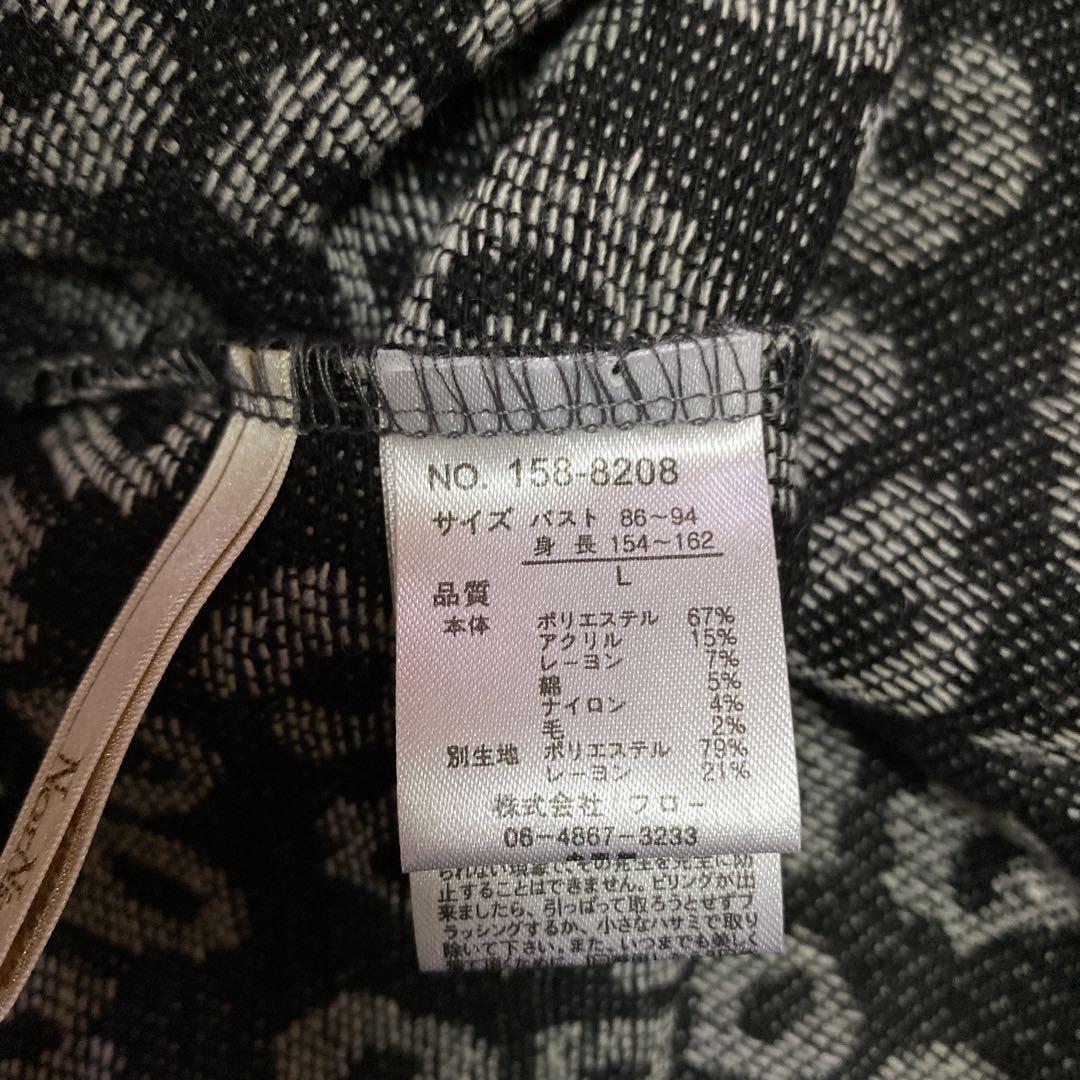 NO. 158-8208
サイズ バスト 86〜94
身 長 154〜162
L
品質
本体 ポリエステル 67%
アクリル 15%
レーヨン 7%
綿 5%
ナイロン 4%
毛 2%
別生地 ポリエステル 79%
レーヨン 21%
株式会社 フロー
06-4867-3233
止することはできません。ピリングが出
来ましたら、引っぱって取ろうとせずブ
ラッシングするか、小さなハサミで取り
除いて下さい。また、いつまでも美しく